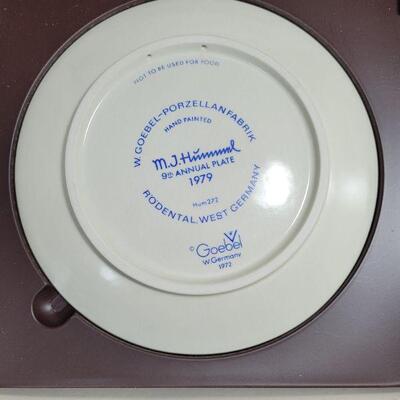 NOT TO BE USED FOR FOOD
W. GOEBEL-PORZELLANFABRIK
HAND PAINTED
M.J. Hümmel
9th ANNUAL PLATE
1979
RODENTAL, WEST GERMANY
Hum 272
© Goebel
W. Germany
1972